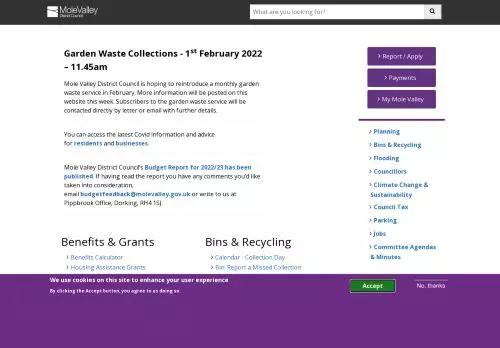 MoleValley
District Council
What are you looking for?
Garden Waste Collections - 1st February 2022
– 11.45am
Mole Valley District Council is hoping to reintroduce a monthly garden
waste service in February. More information will be posted on this
website this week. Subscribers to the garden waste service will be
contacted directly by letter or email with further details.
You can access the latest Covid information and advice
for residents and businesses.
Mole Valley District Council's Budget Report for 2022/23 has been
published. If having read the report you have any comments you'd like
taken into consideration,
email budgetfeedback@molevalley.gov.uk or write to us at
Pippbrook Office, Dorking, RH4 1SJ
Benefits & Grants
Benefits Calculator
Housing Assistance Grants
Bins & Recycling
Calendar - Collection Day
Bin: Report a Missed Collection
Report / Apply
Payments
My Mole Valley
Planning
Bins & Recycling
Flooding
Councillors
Climate Change &
Sustainability
Council Tax
Parking
Jobs
Committee Agendas
& Minutes
We use cookies on this site to enhance your user experience
By clicking the Accept button, you agree to us doing so.
Accept
No, thanks